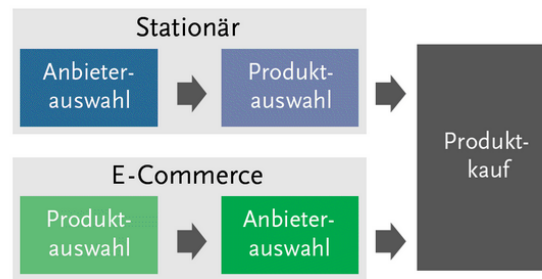 Stationär
Anbieter-
auswahl
Produkt-
auswahl
E-Commerce
Produkt-
auswahl
Anbieter-
auswahl
Produkt-
kauf